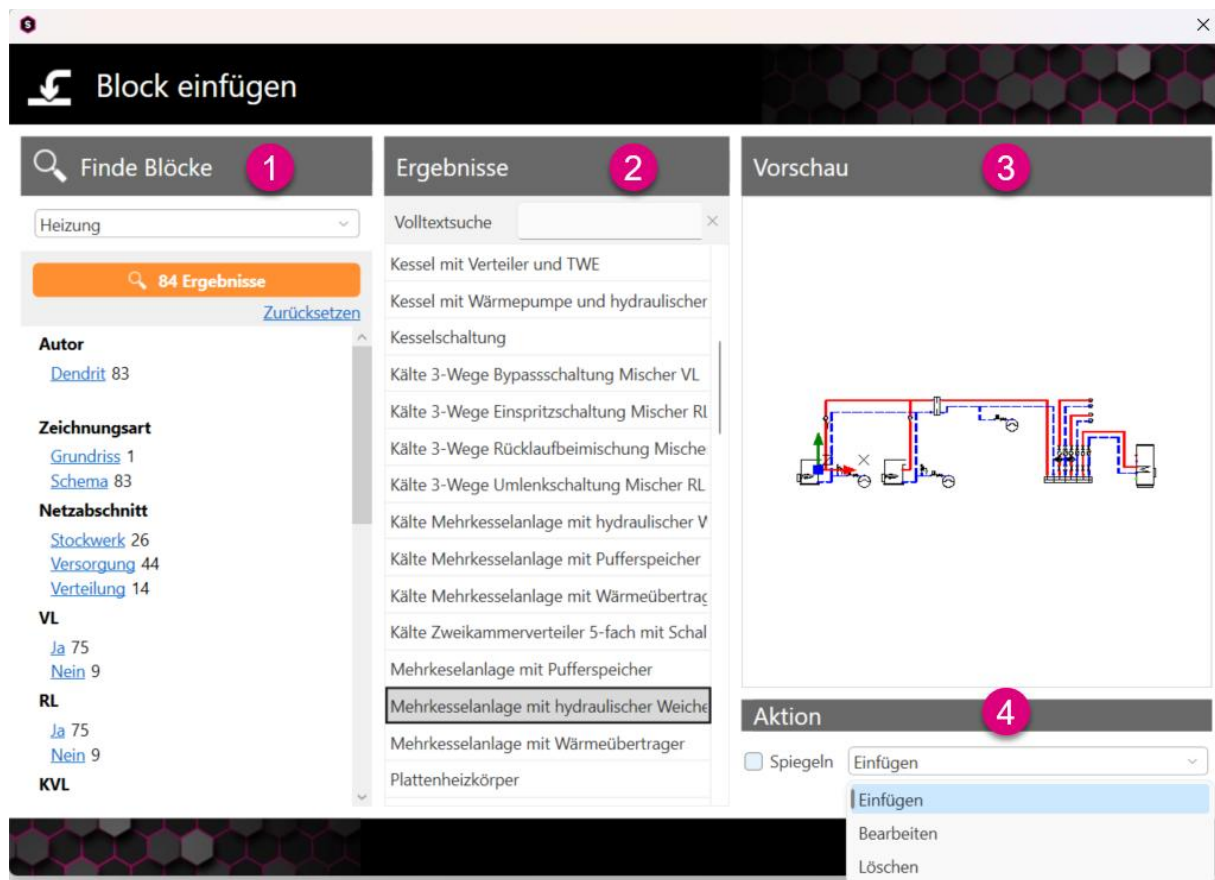 S
Block einfügen
Finde Blöcke 1
Heizung
84 Ergebnisse
Zurücksetzen
Autor
Dendrit 83
Zeichnungsart
Grundriss 1
Schema 83
Netzabschnitt
Stockwerk 26
Versorgung 44
Verteilung 14
VL
Ja 75
Nein 9
RL
Ja 75
Nein 9
KVL
Ergebnisse 2
Volltextsuche
Kessel mit Verteiler und TWE
Kessel mit Wärmepumpe und hydraulischer
Kesselschaltung
Kälte 3-Wege Bypassschaltung Mischer VL
Kälte 3-Wege Einspritzschaltung Mischer RL
Kälte 3-Wege Rücklaufbeimischung Mische
Kälte 3-Wege Umlenkschaltung Mischer RL
Kälte Mehrkesselanlage mit hydraulischer W
Kälte Mehrkesselanlage mit Pufferspeicher
Kälte Mehrkesselanlage mit Wärmeübertrag
Kälte Zweikammerverteiler 5-fach mit Schal
Mehrkeselanlage mit Pufferspeicher
Mehrkesselanlage mit hydraulischer Weiche
Mehrkesselanlage mit Wärmeübertrager
Plattenheizkörper
Vorschau 3
Aktion 4
Spiegeln Einfügen
Einfügen
Bearbeiten
Löschen